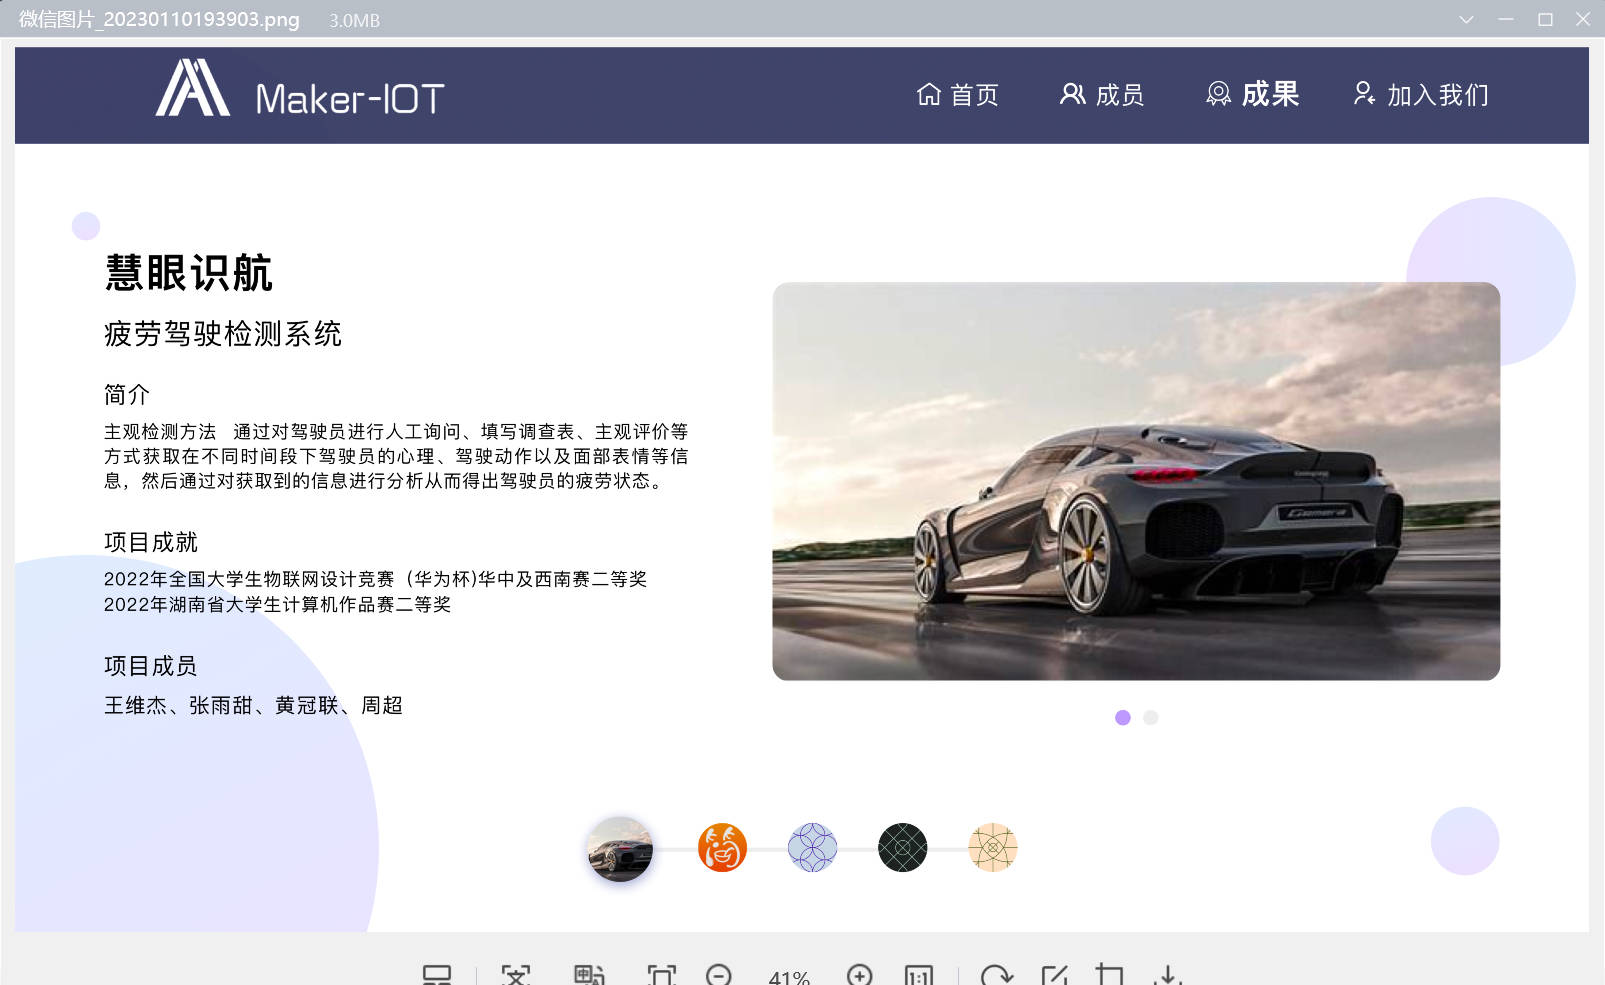 微信图片_20230110193903.png 3.0MB
Maker-IOT
首页 成员 成果 加入我们
慧眼识航
疲劳驾驶检测系统
简介
主观检测方法 通过对驾驶员进行人工询问、填写调查表、主观评价等
方式获取在不同时间段下驾驶员的心理、驾驶动作以及面部表情等信
息，然后通过对获取到的信息进行分析从而得出驾驶员的疲劳状态。
项目成就
2022年全国大学生物联网设计竞赛（华为杯)华中及西南赛二等奖
2022年湖南省大学生计算机作品赛二等奖
项目成员
王维杰、张雨甜、黄冠联、周超
Gemera
41%
1:1